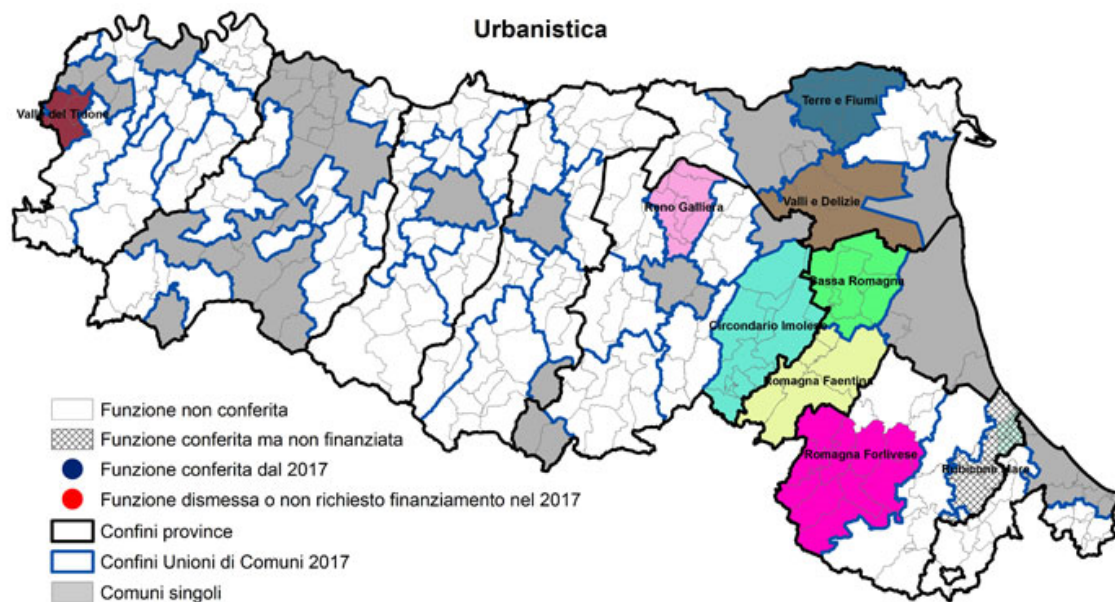 Urbanistica
Terre e Fiumi
Valle del Tidone
Valli e Delizie
Reno Galliera
Bassa Romagna
Circondario Imolese
Romagna Faentina
Romagna Forlivese
Rubicone Mare
Funzione non conferita
Funzione conferita ma non finanziata
Funzione conferita dal 2017
Funzione dismessa o non richiesto finanziamento nel 2017
Confini province
Confini Unioni di Comuni 2017
Comuni singoli